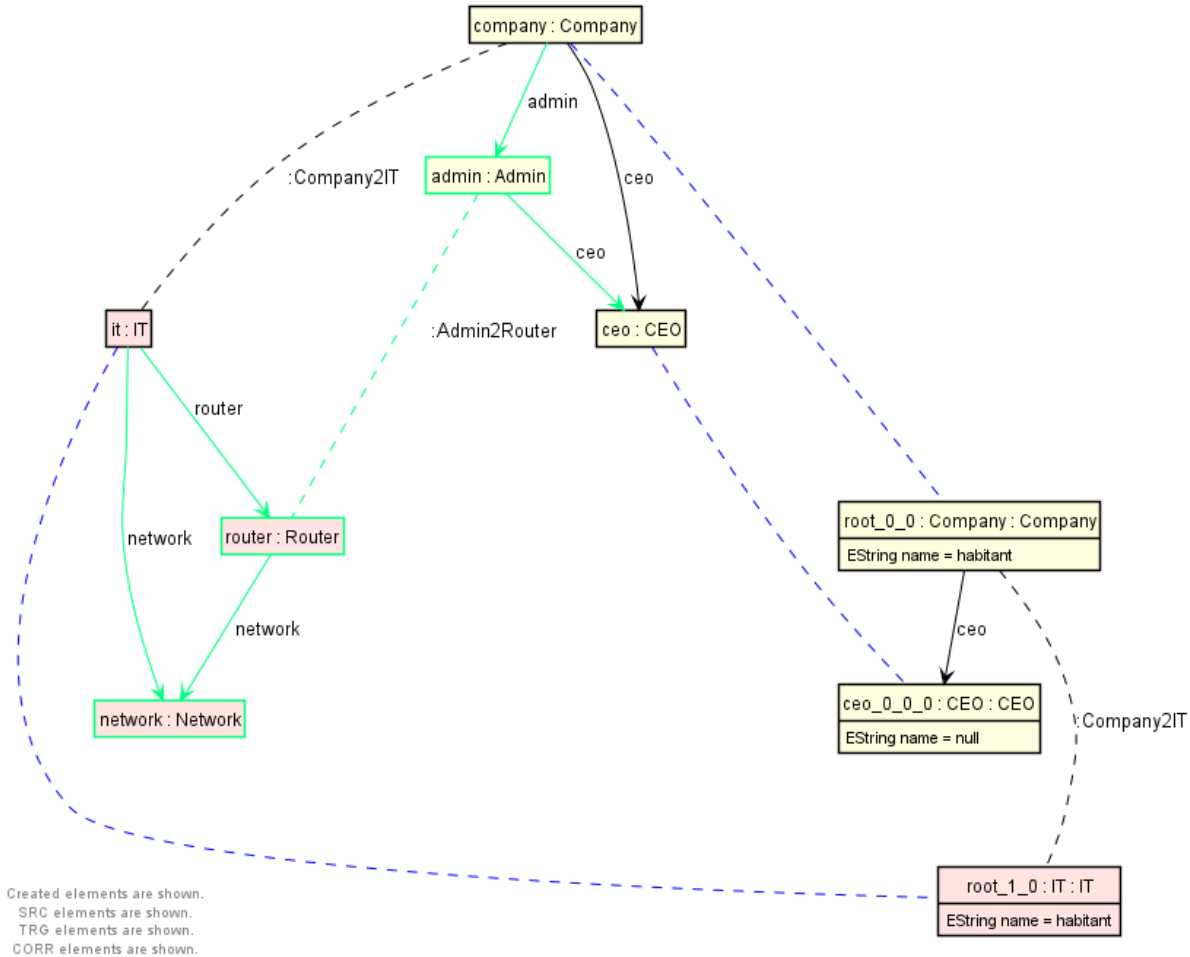 company : Company
admin
:Company2IT
admin : Admin
ceo
ceo
it : IT
:Admin2Router
ceo : CEO
router
network
router : Router
root_0_0 : Company : Company
EString name = habitant
network
ceo
network : Network
ceo_0_0_0 : CEO : CEO
EString name = null
:Company2IT
root_1_0 : IT : IT
EString name = habitant
Created elements are shown.
SRC elements are shown.
TRG elements are shown.
CORR elements are shown.